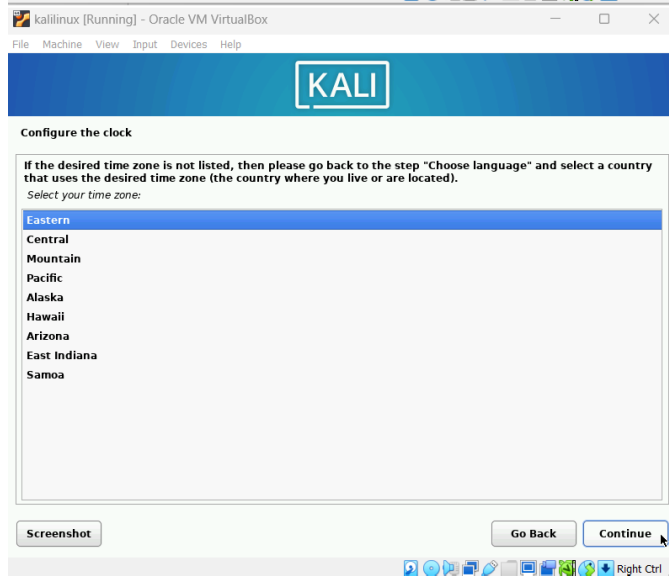 kalilinux [Running] - Oracle VM VirtualBox
File Machine View Input Devices Help
KALI
Configure the clock
If the desired time zone is not listed, then please go back to the step "Choose language" and select a country
that uses the desired time zone (the country where you live or are located).
Select your time zone:
Eastern
Central
Mountain
Pacific
Alaska
Hawaii
Arizona
East Indiana
Samoa
Screenshot Go Back Continue
Right Ctrl